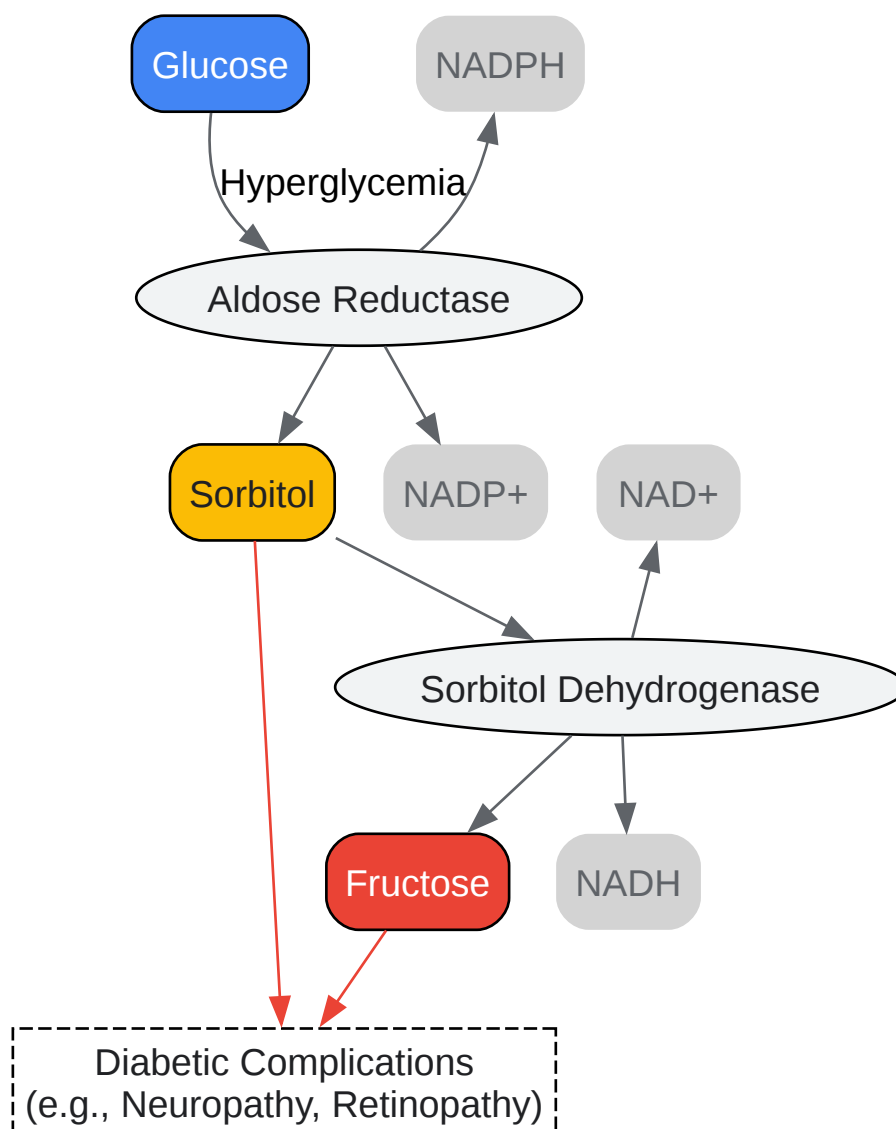 Glucose
NADPH
Hyperglycemia
Aldose Reductase
Sorbitol
NADP+
NAD+
Sorbitol Dehydrogenase
Fructose
NADH
Diabetic Complications
(e.g., Neuropathy, Retinopathy)